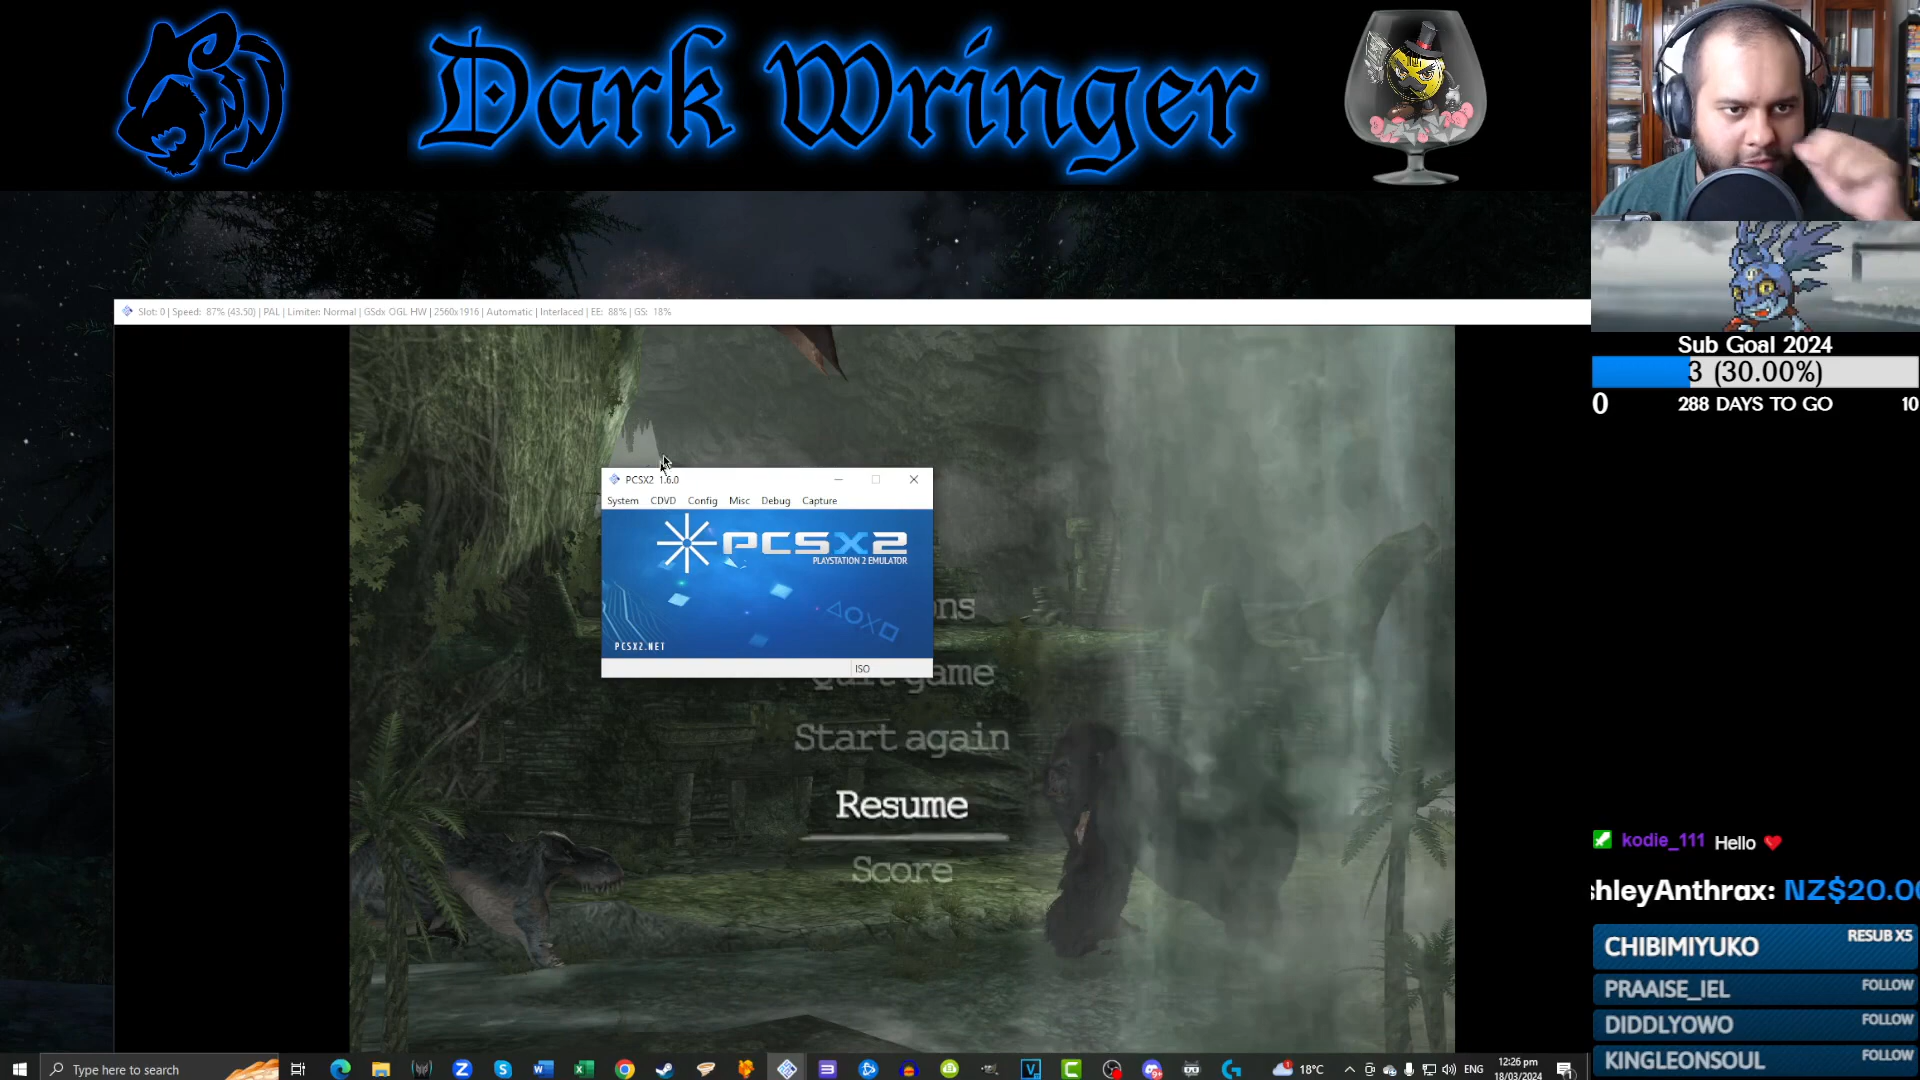 Dark Wringer
Slot: 0 | Speed: 87% (43.50) | PAL | Limiter: Normal | GSdx OGL HW | 2560x1916 | Automatic | Interlaced | EE: 88% | GS: 18%
Sub Goal 2024
3 (30.00%)
0 288 DAYS TO GO 10
PCSX2 1.6.0
System CDVD Config Misc Debug Capture
PCSX2
PLAYSTATION 2 EMULATOR
PCSX2.NET
ISO
ons
Quit game
Start again
Resume
Score
kodie_111 Hello ❤
shleyAnthrax: NZ$20.00
CHIBIMIYUKO RESUB X5
PRAAISE_IEL FOLLOW
DIDDLYOWO FOLLOW
KINGLEONSOUL FOLLOW
Type here to search
18°C
ENG
12:26 pm
18/03/2024